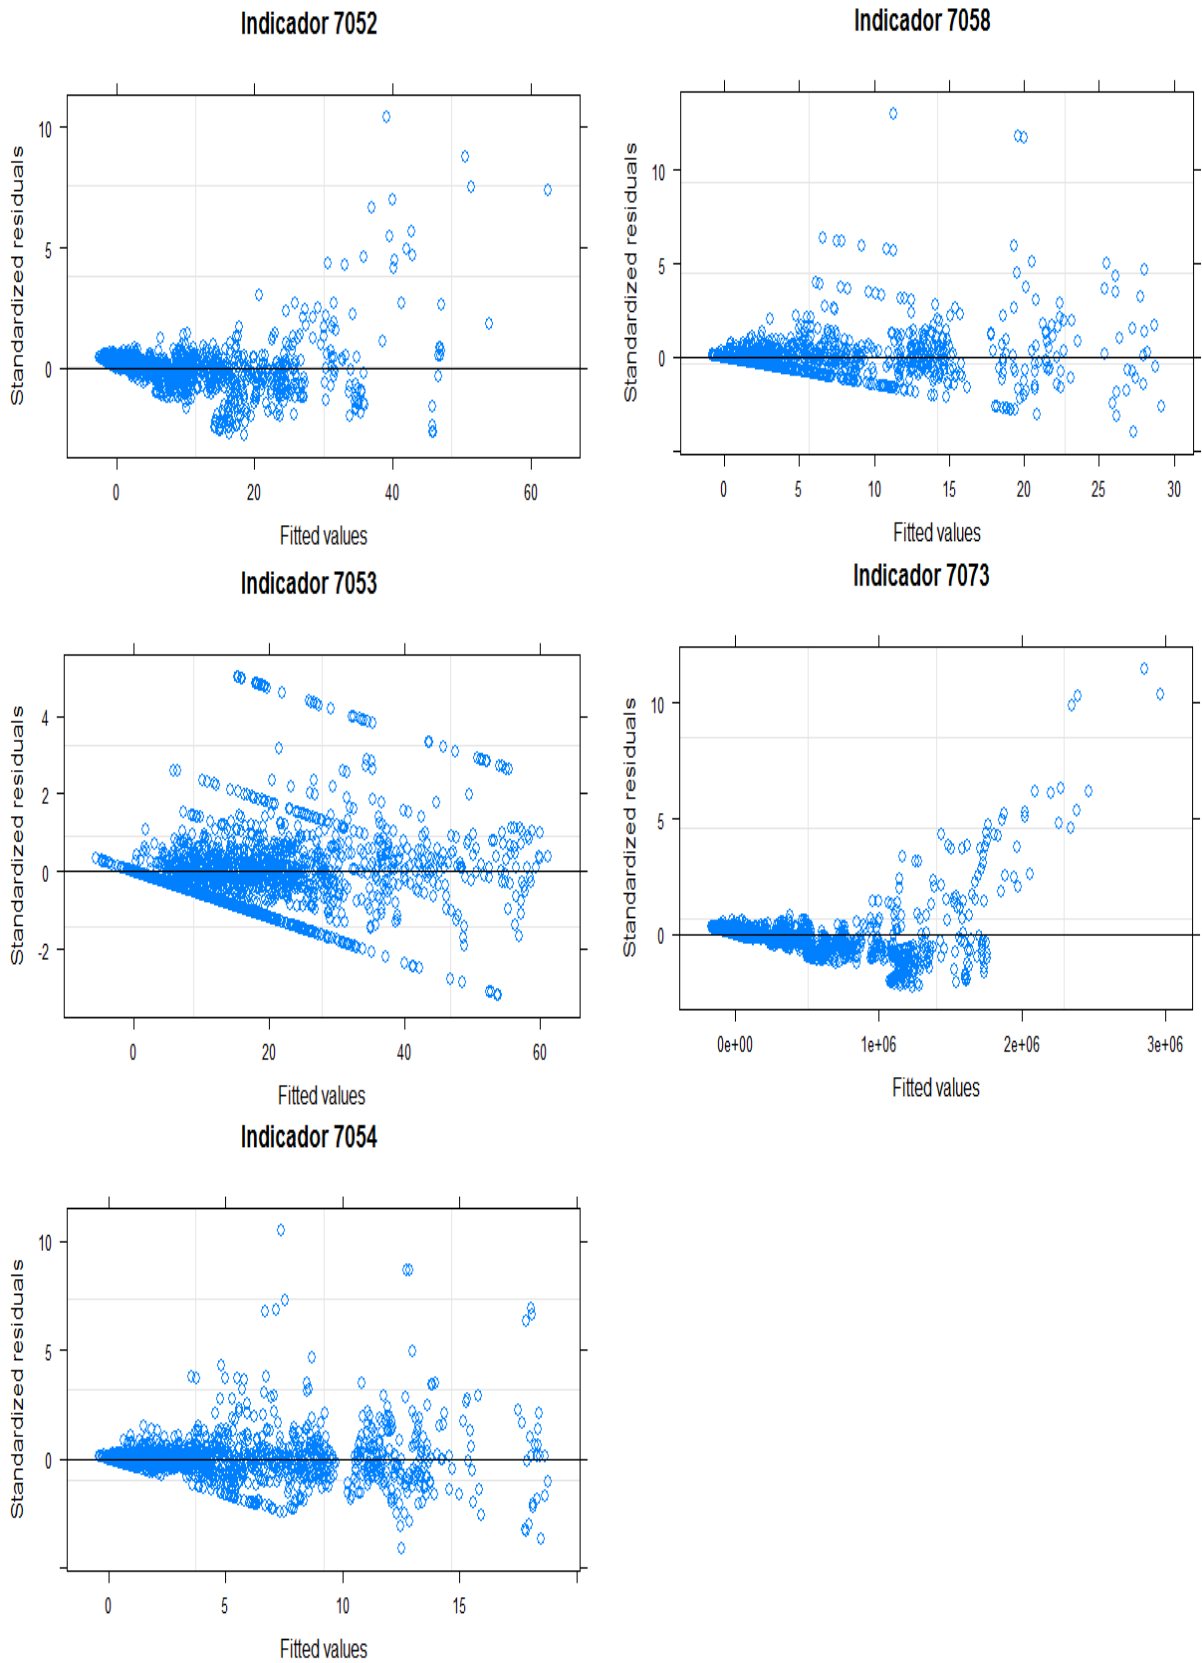 Indicador 7052
Standardized residuals
10
5
0
0 20 40 60
Fitted values
Indicador 7058
Standardized residuals
10
5
0
0 5 10 15 20 25 30
Fitted values
Indicador 7053
Standardized residuals
4
2
0
-2
0 20 40 60
Fitted values
Indicador 7073
Standardized residuals
10
5
0
0e+00 1e+06 2e+06 3e+06
Fitted values
Indicador 7054
Standardized residuals
10
5
0
0 5 10 15
Fitted values